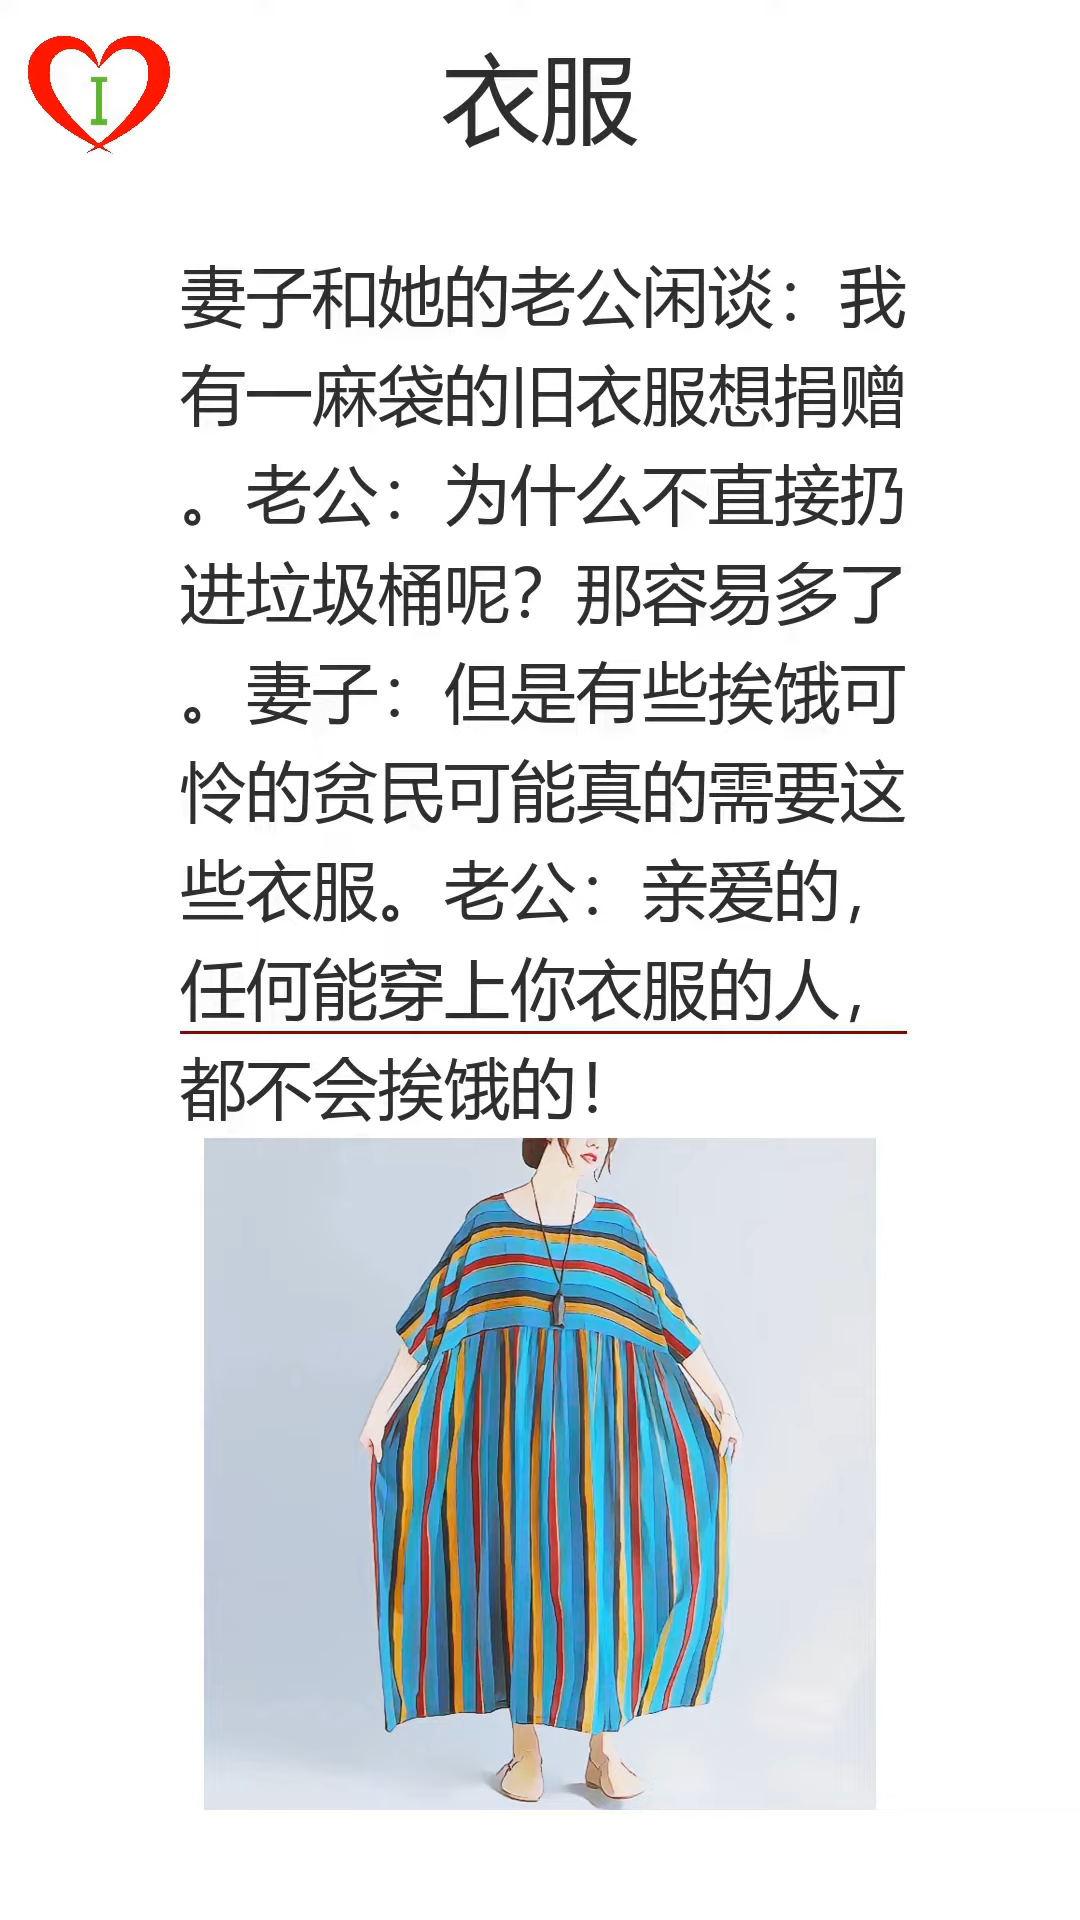 I
衣服
妻子和她的老公闲谈：我
有一麻袋的旧衣服想捐赠
。老公：为什么不直接扔
进垃圾桶呢？那容易多了
。妻子：但是有些挨饿可
怜的贫民可能真的需要这
些衣服。老公：亲爱的，
任何能穿上你衣服的人，
都不会挨饿的！